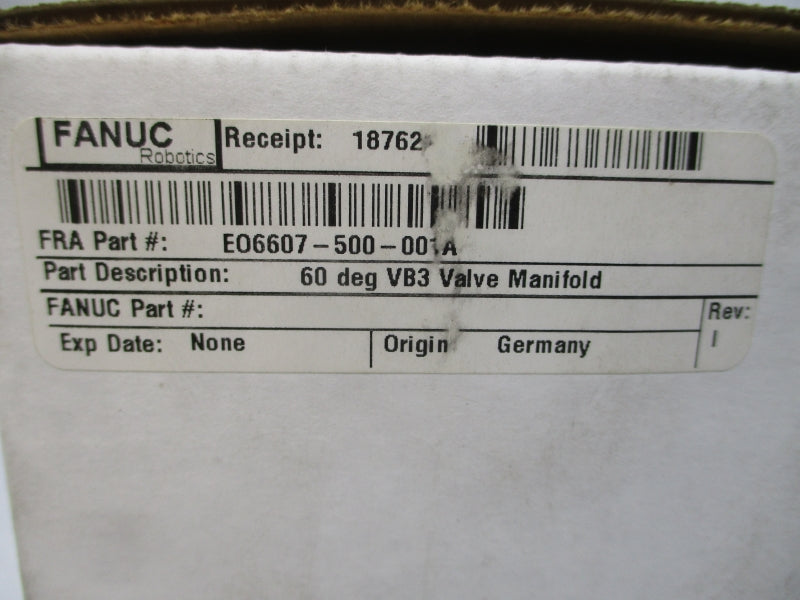 FANUC Robotics Receipt: 18762
FRA Part #: EO6607-500-001A
Part Description: 60 deg VB3 Valve Manifold
FANUC Part #: Rev:
Exp Date: None Origin Germany I